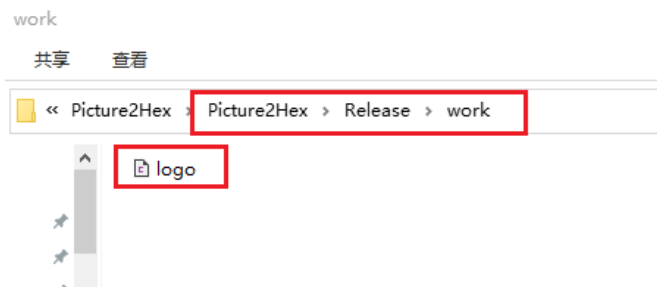 work
共享 查看
« Picture2Hex › Picture2Hex › Release › work
logo